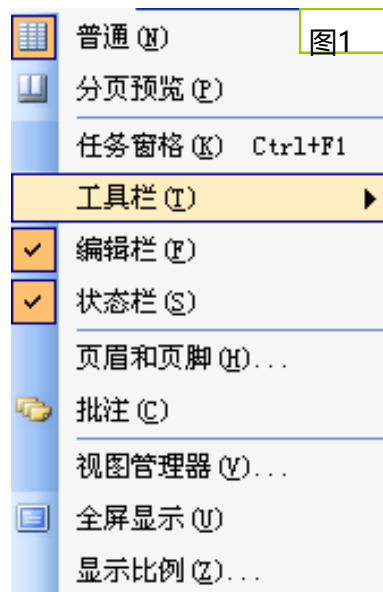 图1
普通(N)
分页预览(P)
任务窗格(K) Ctrl+F1
工具栏(T)
编辑栏(F)
状态栏(S)
页眉和页脚(H)...
批注(C)
视图管理器(V)...
全屏显示(U)
显示比例(Z)...